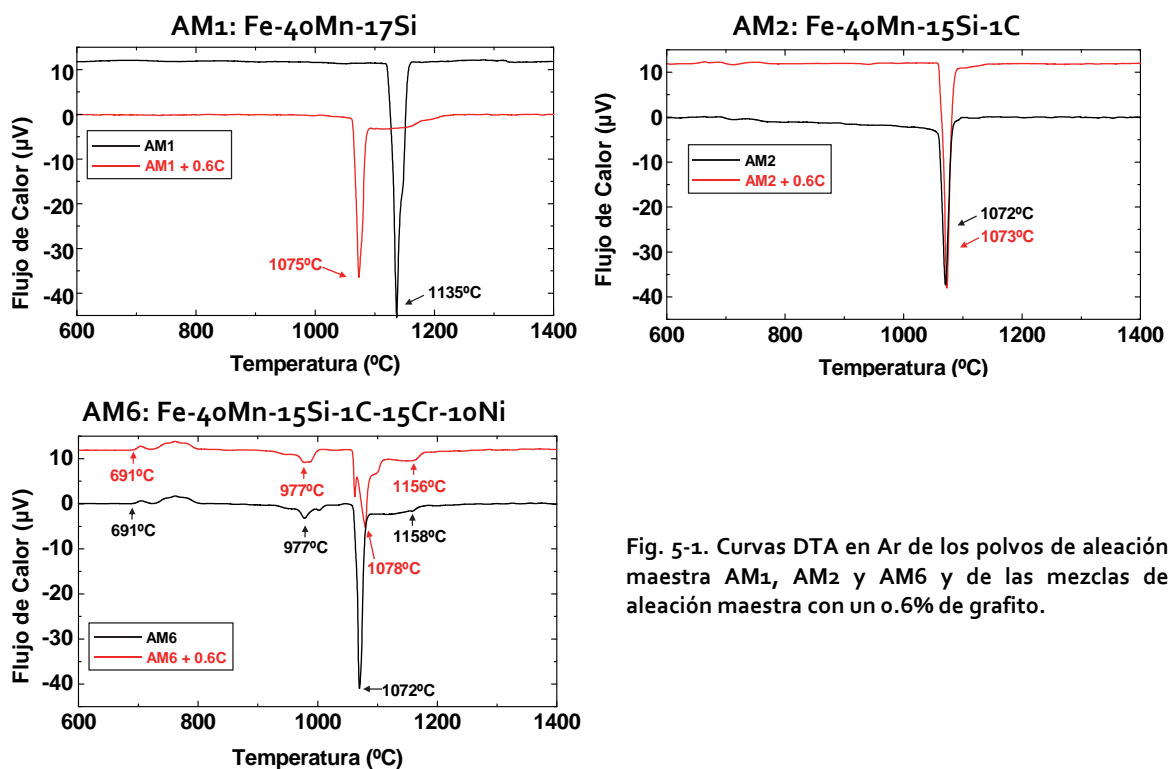 AM1: Fe-40Mn-17Si
10
0
-10
-20
-30
-40
Flujo de Calor (µV)
AM1
AM1 + 0.6C
1075ºC
1135ºC
600
800
1000
1200
1400
Temperatura (ºC)
AM2: Fe-40Mn-15Si-1C
10
0
-10
-20
-30
-40
Flujo de Calor (µV)
AM2
AM2 + 0.6C
1072ºC
1073ºC
600
800
1000
1200
1400
Temperatura (ºC)
AM6: Fe-40Mn-15Si-1C-15Cr-10Ni
10
0
-10
-20
-30
-40
Flujo de Calor (µV)
691ºC
977ºC
1156ºC
691ºC
977ºC
1158ºC
1078ºC
AM6
AM6 + 0.6C
1072ºC
600
800
1000
1200
1400
Temperatura (ºC)
Fig. 5-1. Curvas DTA en Ar de los polvos de aleación
maestra AM1, AM2 y AM6 y de las mezclas de
aleación maestra con un 0.6% de grafito.